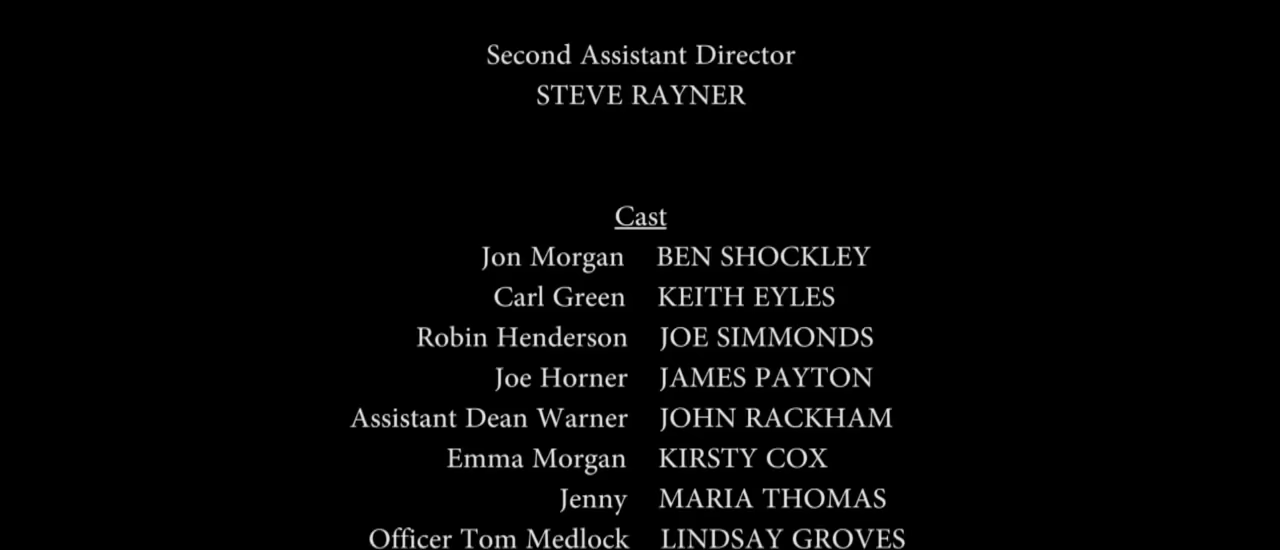 Second Assistant Director
STEVE RAYNER
Cast
Jon Morgan BEN SHOCKLEY
Carl Green KEITH EYLES
Robin Henderson JOE SIMMONDS
Joe Horner JAMES PAYTON
Assistant Dean Warner JOHN RACKHAM
Emma Morgan KIRSTY COX
Jenny MARIA THOMAS
Officer Tom Medlock LINDSAY GROVES